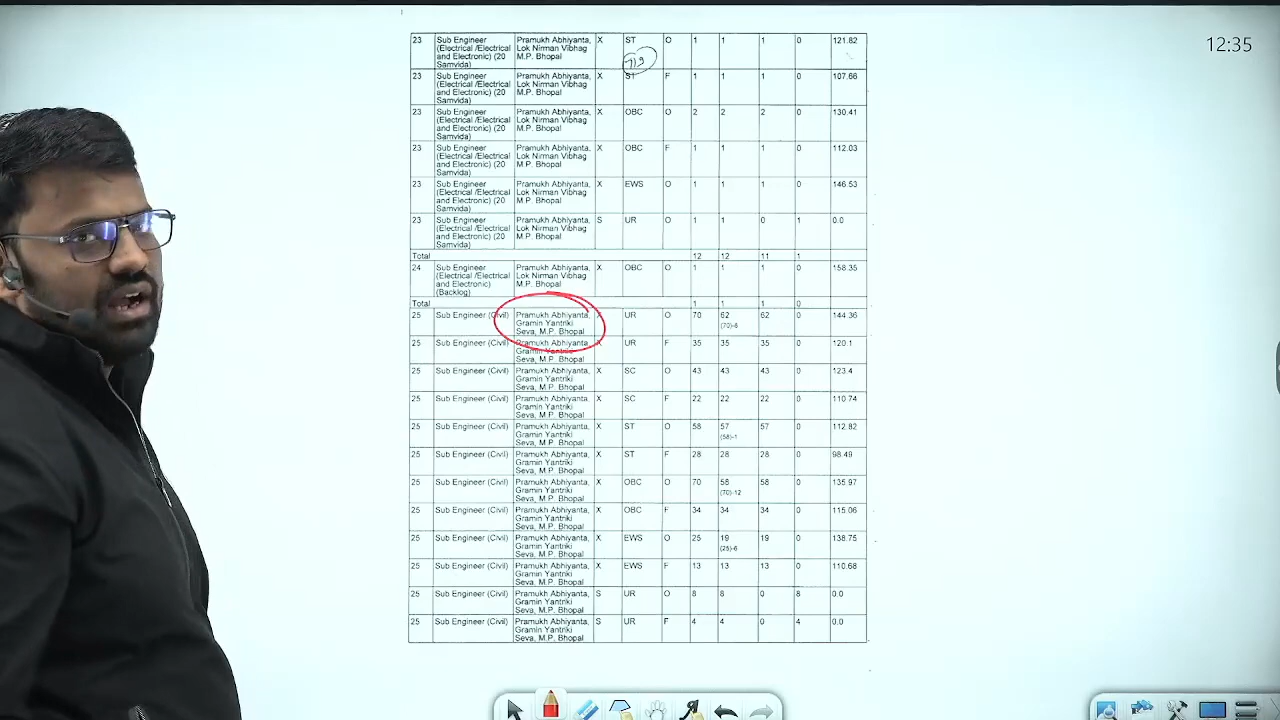 12:35
23 Sub Engineer (Electrical /Electrical and Electronic) (20 Samvida) Pramukh Abhiyanta, Lok Nirman Vibhag M.P. Bhopal X ST O 1 1 1 0 121.82
23 Sub Engineer (Electrical /Electrical and Electronic) (20 Samvida) Pramukh Abhiyanta, Lok Nirman Vibhag M.P. Bhopal X ST F 1 1 1 0 107.66
23 Sub Engineer (Electrical /Electrical and Electronic) (20 Samvida) Pramukh Abhiyanta, Lok Nirman Vibhag M.P. Bhopal X OBC O 2 2 2 0 130.41
23 Sub Engineer (Electrical /Electrical and Electronic) (20 Samvida) Pramukh Abhiyanta, Lok Nirman Vibhag M.P. Bhopal X OBC F 1 1 1 0 112.03
23 Sub Engineer (Electrical /Electrical and Electronic) (20 Samvida) Pramukh Abhiyanta, Lok Nirman Vibhag M.P. Bhopal X EWS O 1 1 1 0 146.53
23 Sub Engineer (Electrical /Electrical and Electronic) (20 Samvida) Pramukh Abhiyanta, Lok Nirman Vibhag M.P. Bhopal S UR O 1 1 0 1 0.0
Total 12 12 11 1
24 Sub Engineer (Electrical /Electrical and Electronic) (Backlog) Pramukh Abhiyanta, Lok Nirman Vibhag M.P. Bhopal X OBC O 1 1 1 0 158.35
Total 1 1 1 0
25 Sub Engineer (Civil) Pramukh Abhiyanta, Gramin Yantriki Seva, M.P. Bhopal X UR O 70 62 (70)-6 62 0 144.36
25 Sub Engineer (Civil) Pramukh Abhiyanta, Gramin Yantriki Seva, M.P. Bhopal X UR F 35 35 35 0 120.1
25 Sub Engineer (Civil) Pramukh Abhiyanta, Gramin Yantriki Seva, M.P. Bhopal X SC O 43 43 43 0 123.4
25 Sub Engineer (Civil) Pramukh Abhiyanta, Gramin Yantriki Seva, M.P. Bhopal X SC F 22 22 22 0 110.74
25 Sub Engineer (Civil) Pramukh Abhiyanta, Gramin Yantriki Seva, M.P. Bhopal X ST O 58 57 (58)-1 57 0 112.82
25 Sub Engineer (Civil) Pramukh Abhiyanta, Gramin Yantriki Seva, M.P. Bhopal X ST F 28 28 28 0 98.49
25 Sub Engineer (Civil) Pramukh Abhiyanta, Gramin Yantriki Seva, M.P. Bhopal X OBC O 70 58 (70)-12 58 0 135.97
25 Sub Engineer (Civil) Pramukh Abhiyanta, Gramin Yantriki Seva, M.P. Bhopal X OBC F 34 34 34 0 115.06
25 Sub Engineer (Civil) Pramukh Abhiyanta, Gramin Yantriki Seva, M.P. Bhopal X EWS O 25 19 (25)-6 19 0 138.75
25 Sub Engineer (Civil) Pramukh Abhiyanta, Gramin Yantriki Seva, M.P. Bhopal X EWS F 13 13 13 0 110.68
25 Sub Engineer (Civil) Pramukh Abhiyanta, Gramin Yantriki Seva, M.P. Bhopal S UR O 8 8 0 8 0.0
25 Sub Engineer (Civil) Pramukh Abhiyanta, Gramin Yantriki Seva, M.P. Bhopal S UR F 4 4 0 4 0.0